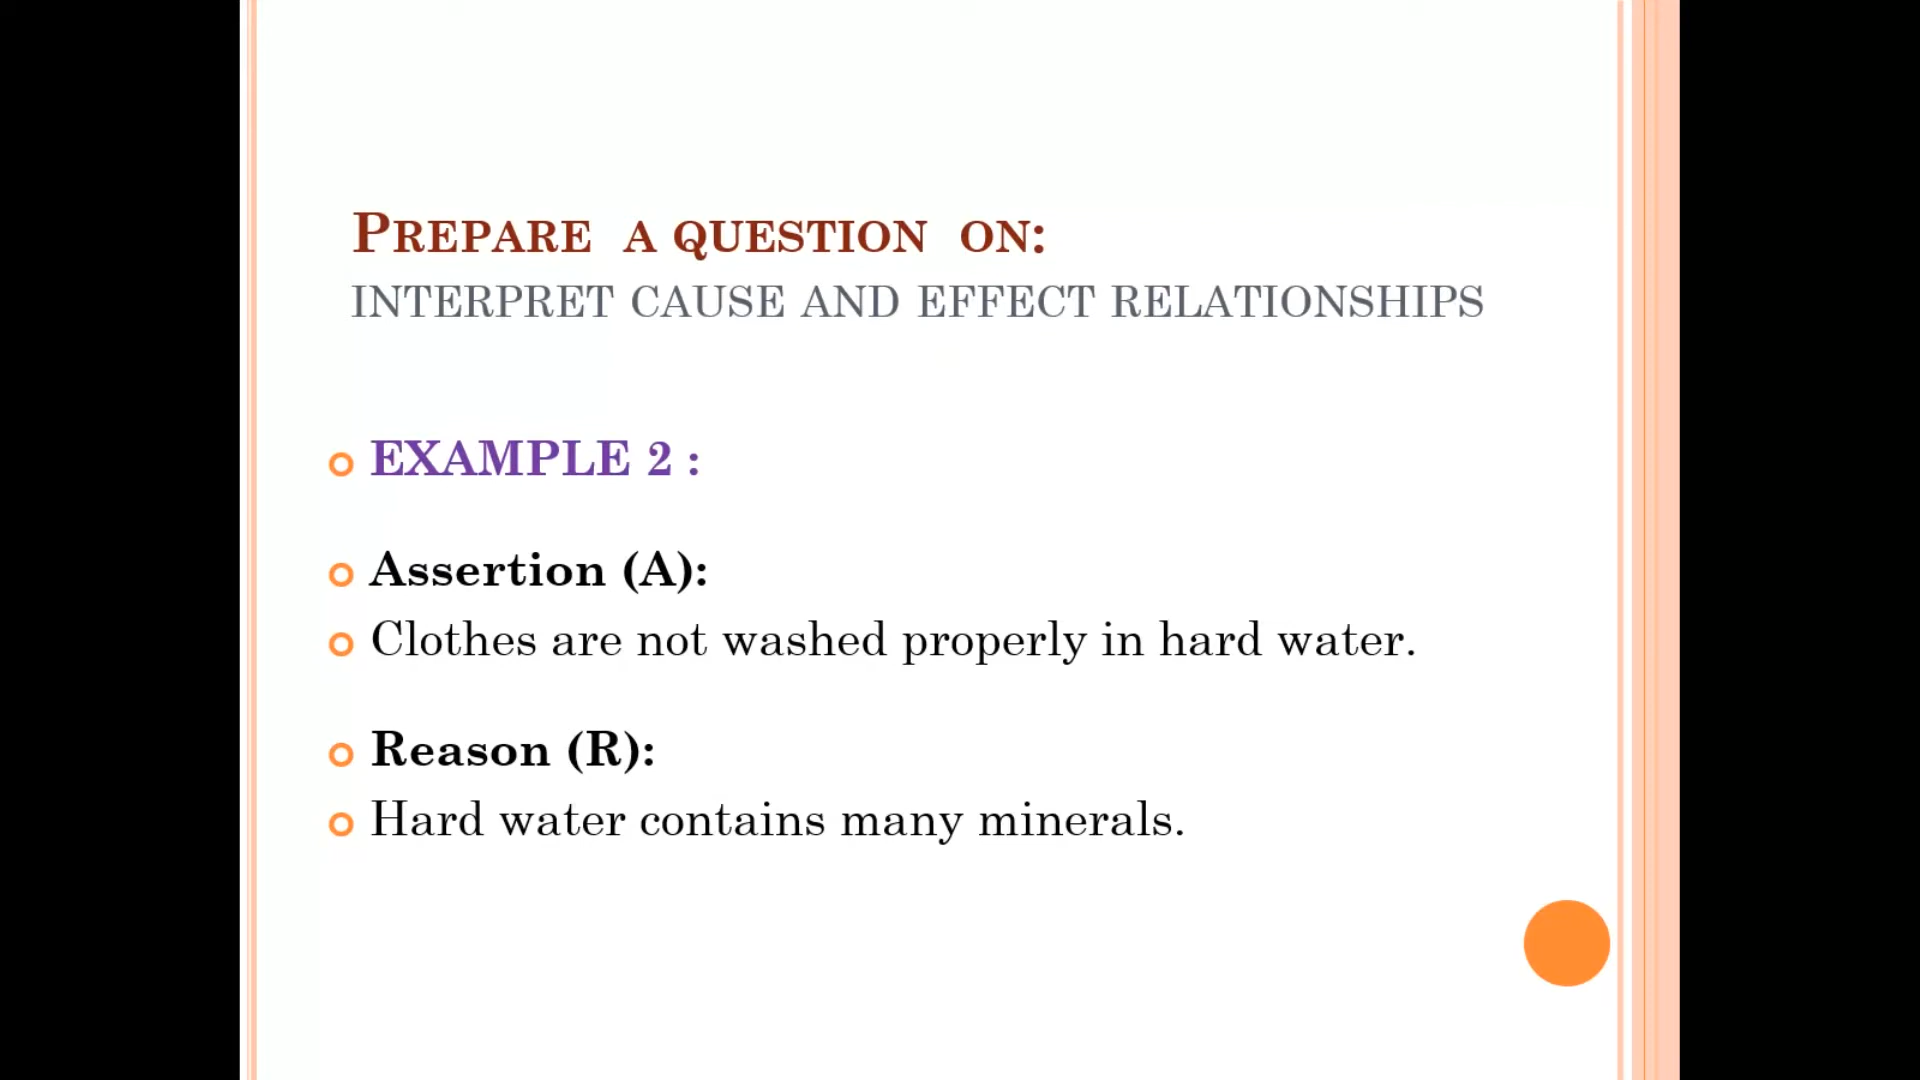 PREPARE A QUESTION ON:
INTERPRET CAUSE AND EFFECT RELATIONSHIPS
EXAMPLE 2 :
Assertion (A):
Clothes are not washed properly in hard water.
Reason (R):
Hard water contains many minerals.